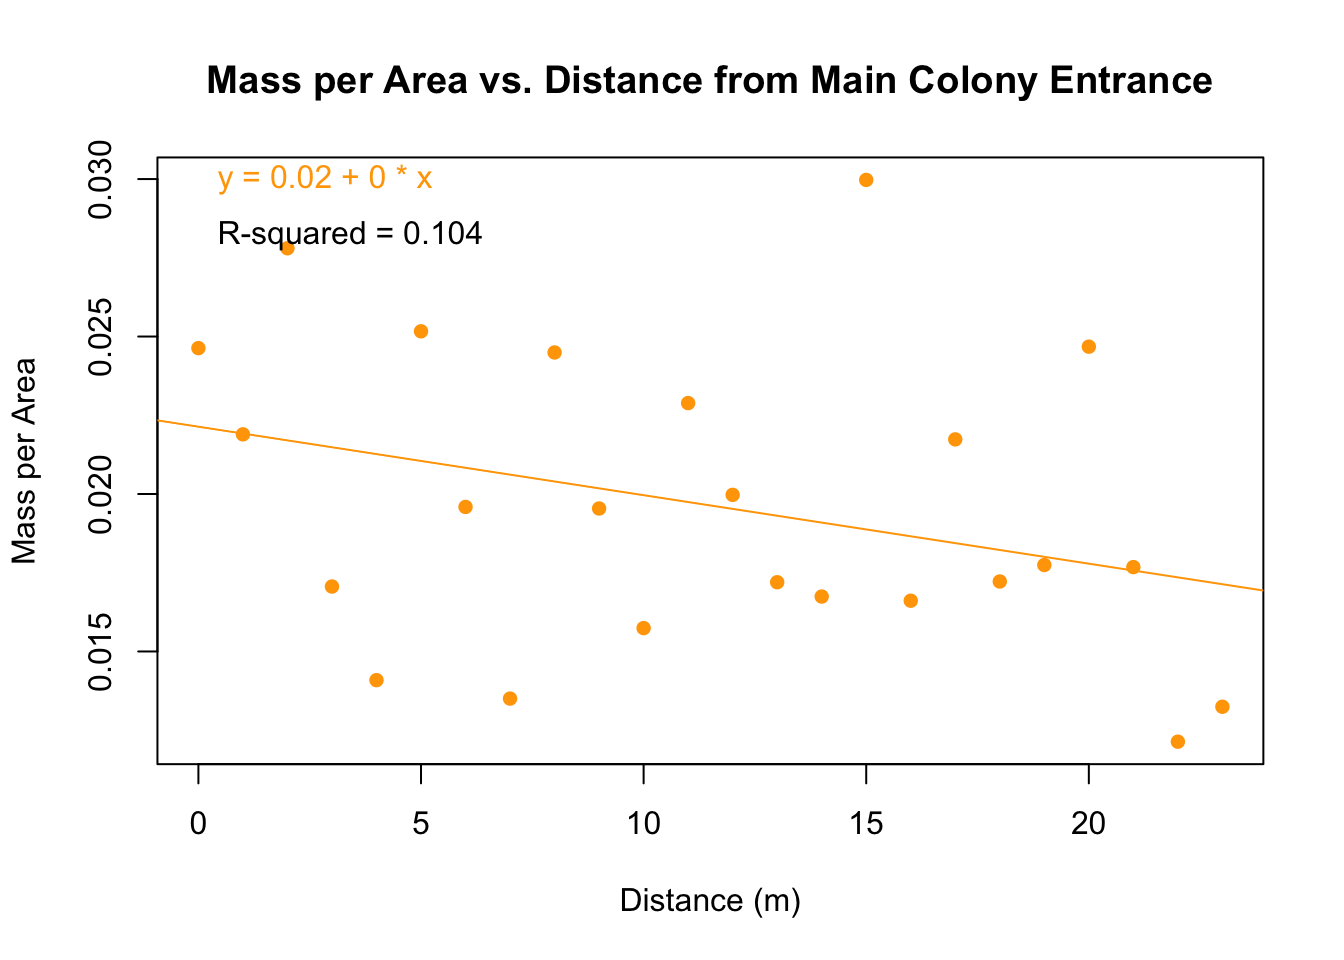 Mass per Area vs. Distance from Main Colony Entrance
y = 0.02 + 0 * x
R-squared = 0.104
Mass per Area
0.030
0.025
0.020
0.015
0 5 10 15 20
Distance (m)